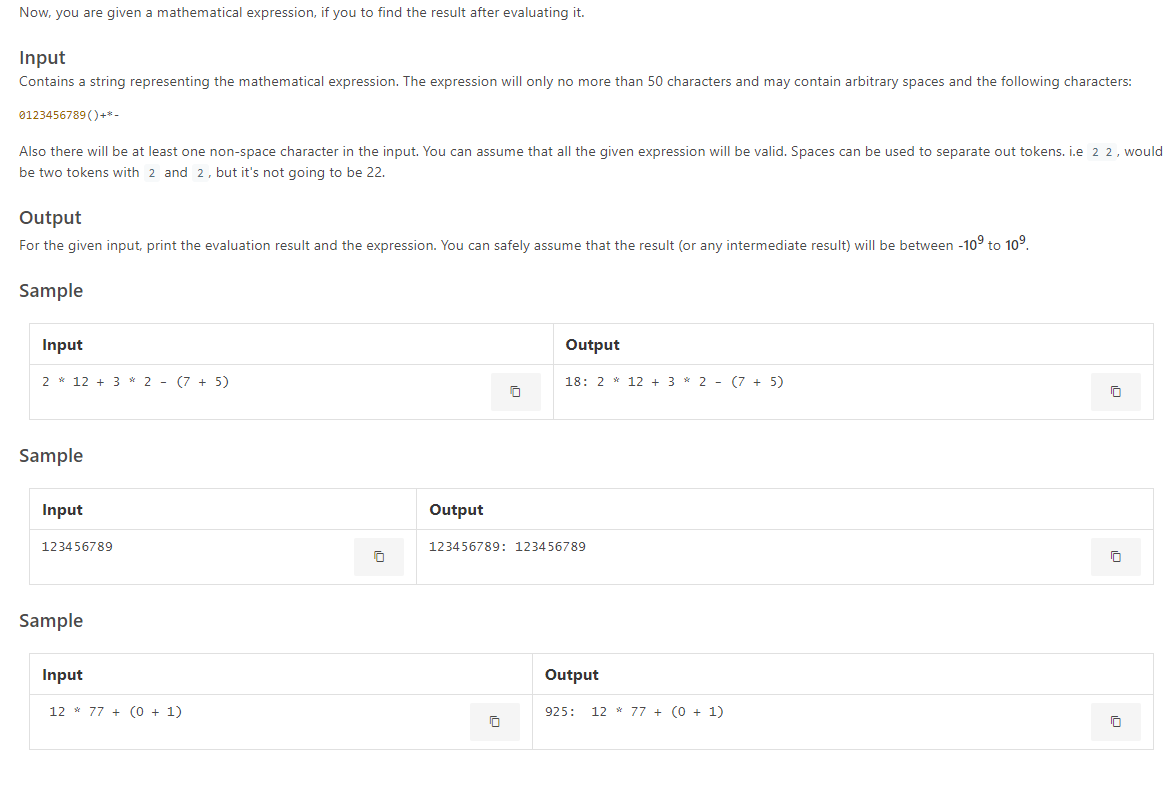 Now, you are given a mathematical expression, if you to find the result after evaluating it.
Input
Contains a string representing the mathematical expression. The expression will only no more than 50 characters and may contain arbitrary spaces and the following characters:
0123456789()+*-
Also there will be at least one non-space character in the input. You can assume that all the given expression will be valid. Spaces can be used to separate out tokens. i.e 2 2, would
be two tokens with 2 and 2, but it's not going to be 22.
Output
For the given input, print the evaluation result and the expression. You can safely assume that the result (or any intermediate result) will be between -10⁹ to 10⁹.
Sample
Input Output
2 * 12 + 3 * 2 - (7 + 5) 18: 2 * 12 + 3 * 2 - (7 + 5)
Sample
Input Output
123456789 123456789: 123456789
Sample
Input Output
 12 * 77 + (0 + 1) 925:  12 * 77 + (0 + 1)